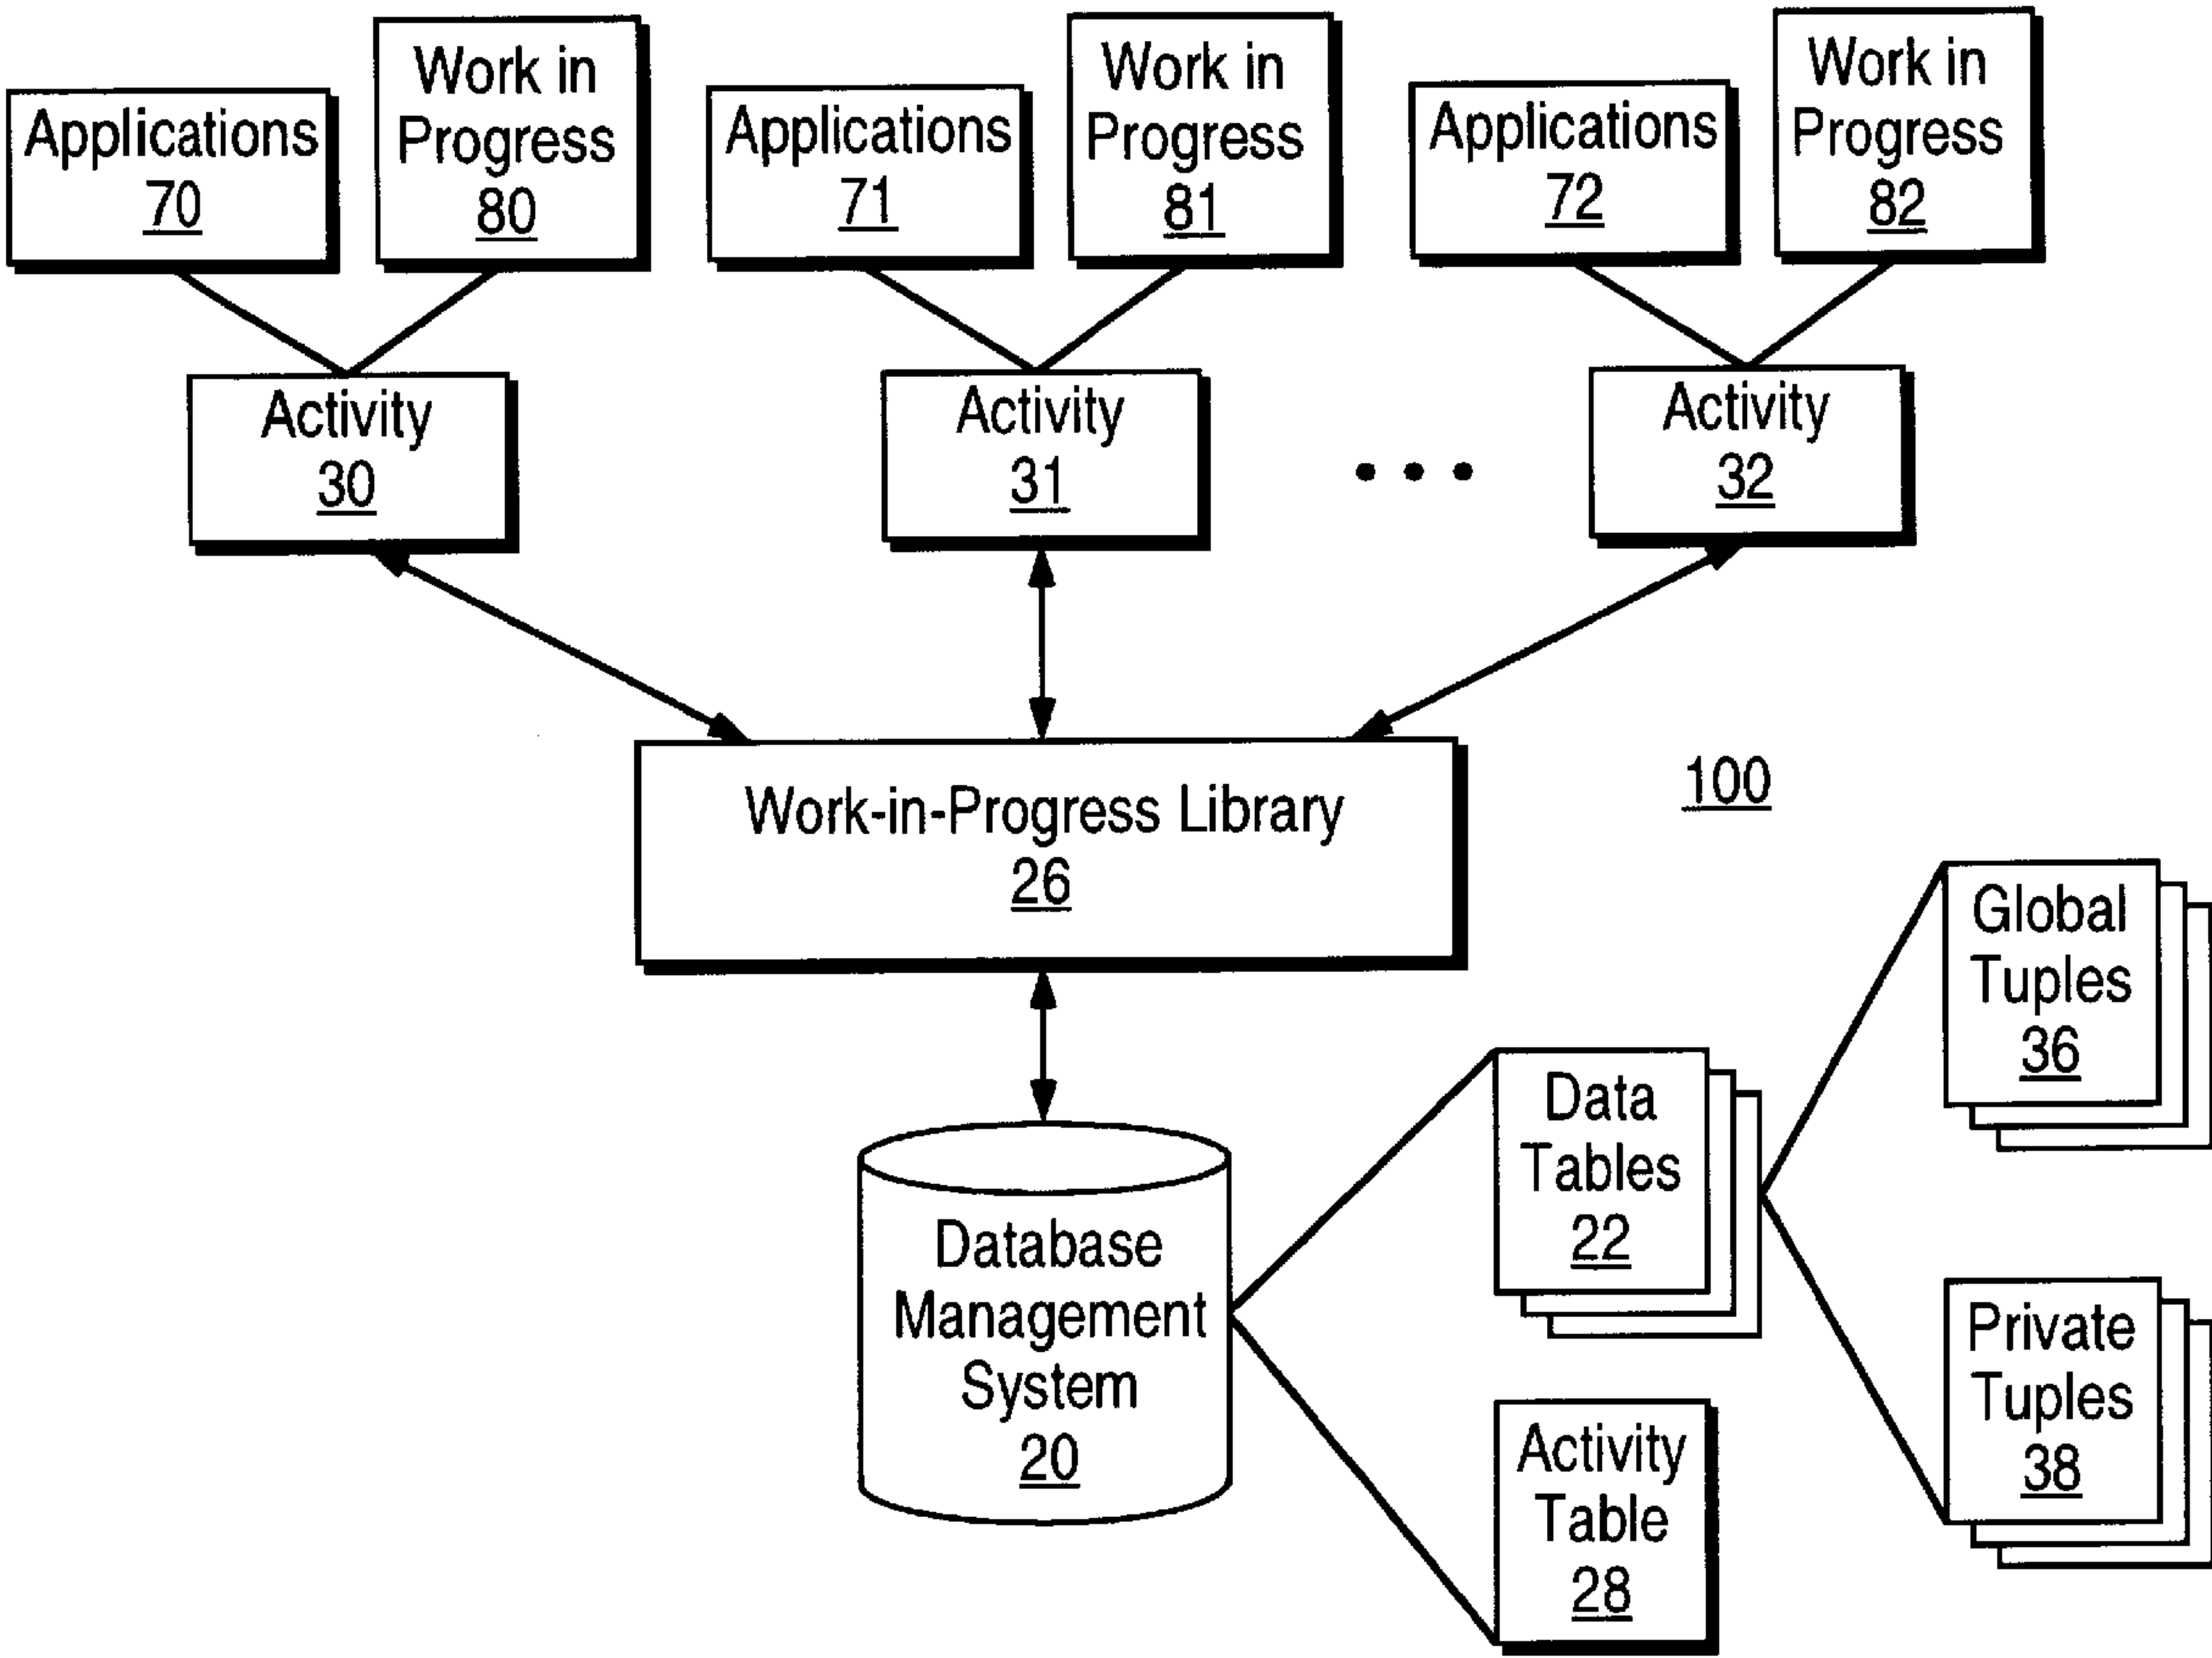 Applications
70
Work in
Progress
80
Applications
71
Work in
Progress
81
Applications
72
Work in
Progress
82
Activity
30
Activity
31
• • •
Activity
32
Work-in-Progress Library
26
100
Global
Tuples
36
Data
Tables
22
Database
Management
System
20
Private
Tuples
38
Activity
Table
28